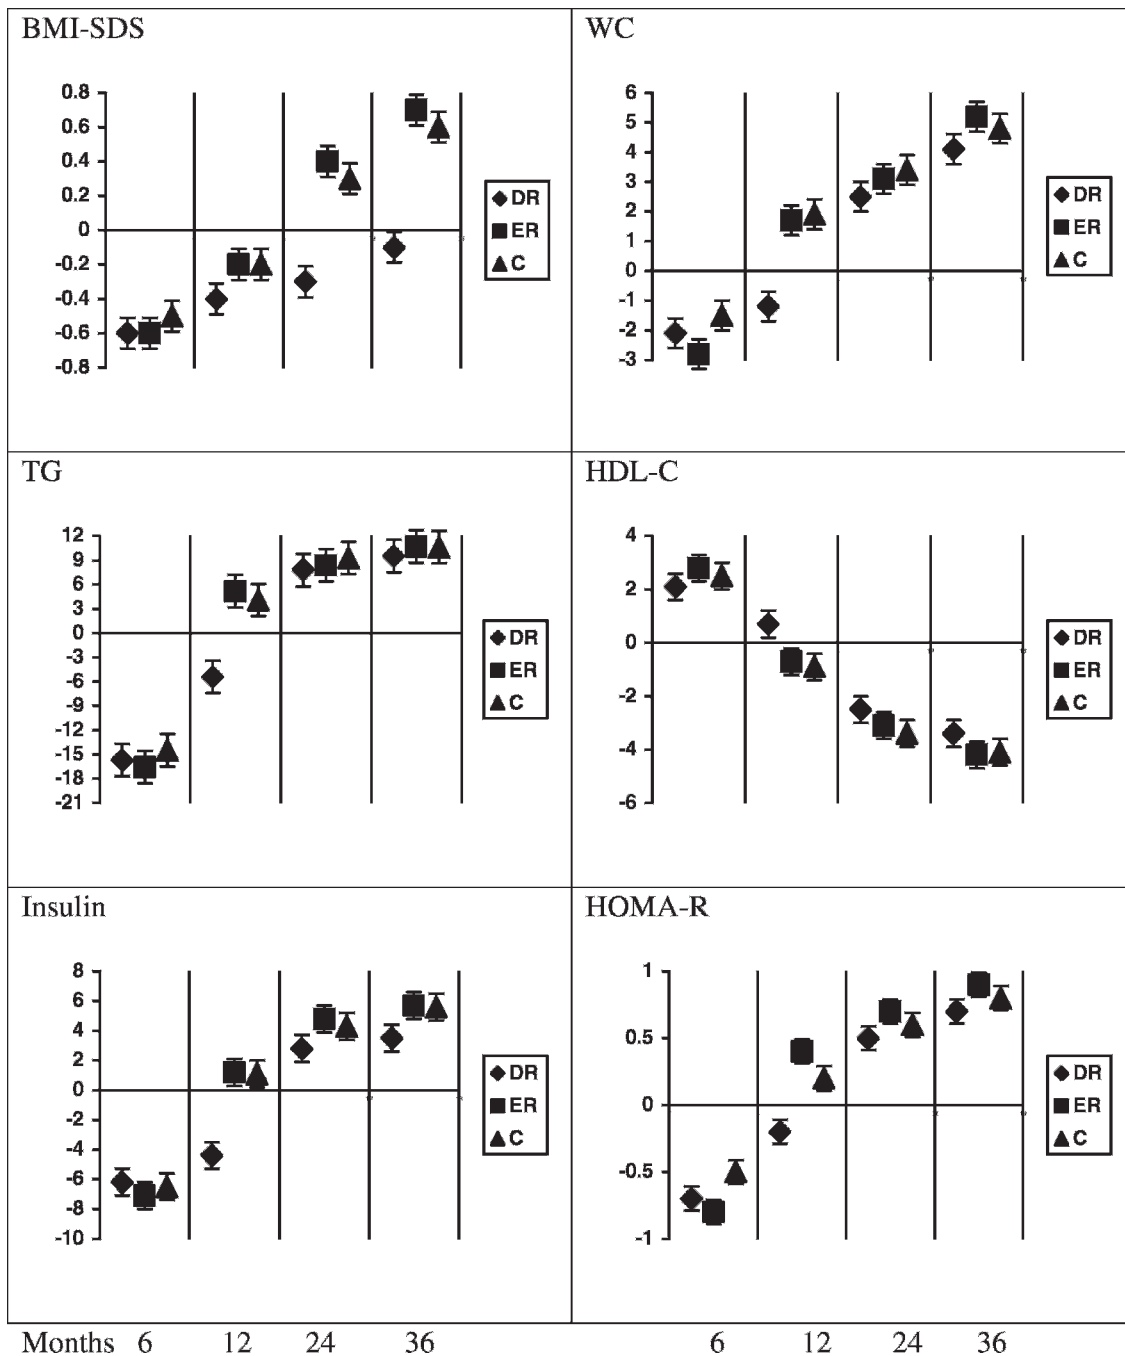 BMI-SDS
0.8
0.6
0.4
0.2
0
-0.2
-0.4
-0.6
-0.8
DR
ER
C
WC
6
5
4
3
2
1
0
-1
-2
-3
DR
ER
C
TG
12
9
6
3
0
-3
-6
-9
-12
-15
-18
-21
DR
ER
C
HDL-C
4
2
0
-2
-4
-6
DR
ER
C
Insulin
8
6
4
2
0
-2
-4
-6
-8
-10
DR
ER
C
HOMA-R
1
0.5
0
-0.5
-1
DR
ER
C
Months 6 12 24 36 6 12 24 36